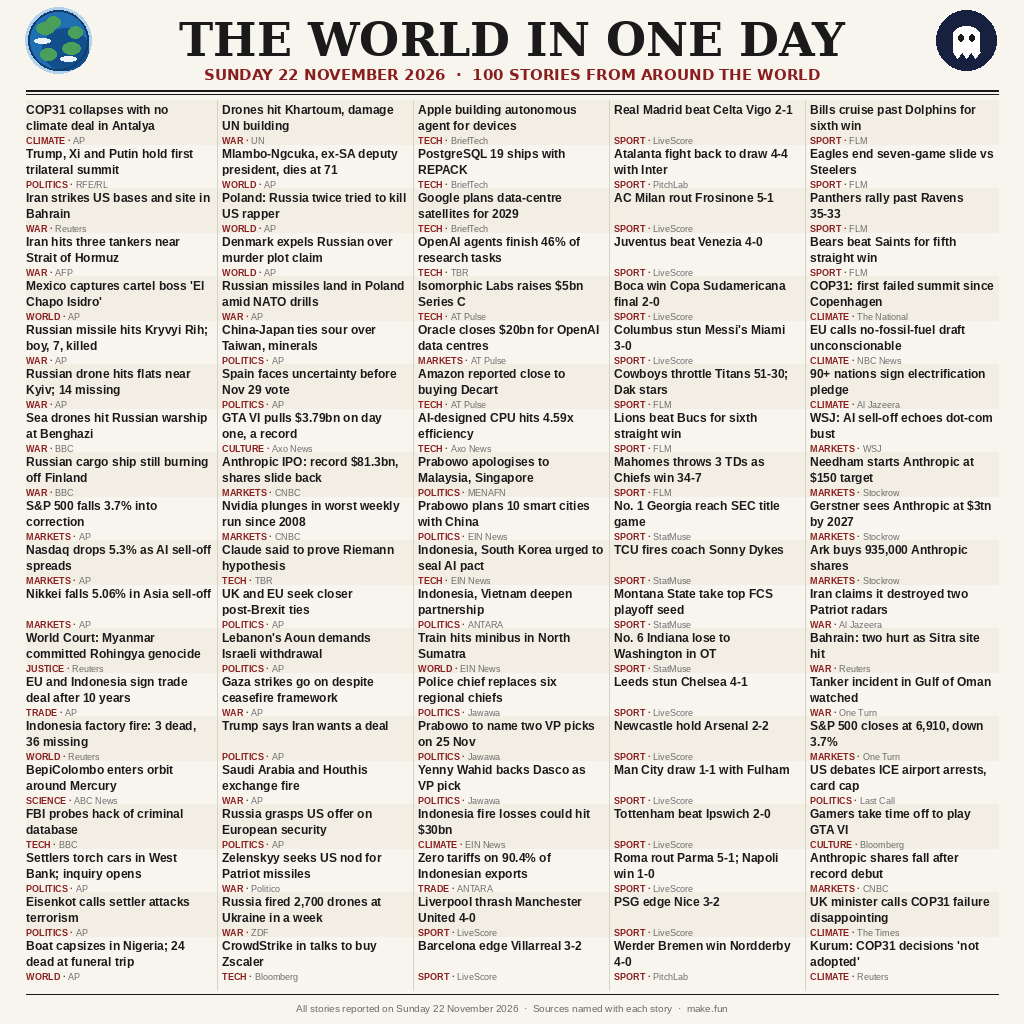 THE WORLD IN ONE DAY
SUNDAY 22 NOVEMBER 2026 · 100 STORIES FROM AROUND THE WORLD
COP31 collapses with no
climate deal in Antalya
CLIMATE · AP
Trump, Xi and Putin hold first
trilateral summit
POLITICS · RFE/RL
Iran strikes US bases and site in
Bahrain
WAR · Reuters
Iran hits three tankers near
Strait of Hormuz
WAR · AFP
Mexico captures cartel boss 'El
Chapo Isidro'
WORLD · AP
Russian missile hits Kryvyi Rih;
boy, 7, killed
WAR · AP
Russian drone hits flats near
Kyiv; 14 missing
WAR · AP
Sea drones hit Russian warship
at Benghazi
WAR · BBC
Russian cargo ship still burning
off Finland
WAR · BBC
S&P 500 falls 3.7% into
correction
MARKETS · AP
Nasdaq drops 5.3% as AI sell-off
spreads
MARKETS · AP
Nikkei falls 5.06% in Asia sell-off
MARKETS · AP
World Court: Myanmar
committed Rohingya genocide
JUSTICE · Reuters
EU and Indonesia sign trade
deal after 10 years
TRADE · AP
Indonesia factory fire: 3 dead,
36 missing
WORLD · Reuters
BepiColombo enters orbit
around Mercury
SCIENCE · ABC News
FBI probes hack of criminal
database
TECH · BBC
Settlers torch cars in West
Bank; inquiry opens
POLITICS · AP
Eisenkot calls settler attacks
terrorism
POLITICS · AP
Boat capsizes in Nigeria; 24
dead at funeral trip
WORLD · AP
Drones hit Khartoum, damage
UN building
WAR · UN
Mlambo-Ngcuka, ex-SA deputy
president, dies at 71
WORLD · AP
Poland: Russia twice tried to kill
US rapper
WORLD · AP
Denmark expels Russian over
murder plot claim
WORLD · AP
Russian missiles land in Poland
amid NATO drills
WAR · AP
China-Japan ties sour over
Taiwan, minerals
POLITICS · AP
Spain faces uncertainty before
Nov 29 vote
POLITICS · AP
GTA VI pulls $3.79bn on day
one, a record
CULTURE · Axo News
Anthropic IPO: record $81.3bn,
shares slide back
MARKETS · CNBC
Nvidia plunges in worst weekly
run since 2008
MARKETS · CNBC
Claude said to prove Riemann
hypothesis
TECH · TBR
UK and EU seek closer
post-Brexit ties
POLITICS · AP
Lebanon's Aoun demands
Israeli withdrawal
POLITICS · AP
Gaza strikes go on despite
ceasefire framework
WAR · AP
Trump says Iran wants a deal
POLITICS · AP
Saudi Arabia and Houthis
exchange fire
WAR · AP
Russia grasps US offer on
European security
POLITICS · AP
Zelenskyy seeks US nod for
Patriot missiles
WAR · Politico
Russia fired 2,700 drones at
Ukraine in a week
WAR · ZDF
CrowdStrike in talks to buy
Zscaler
TECH · Bloomberg
Apple building autonomous
agent for devices
TECH · BriefTech
PostgreSQL 19 ships with
REPACK
TECH · BriefTech
Google plans data-centre
satellites for 2029
TECH · BriefTech
OpenAI agents finish 46% of
research tasks
TECH · TBR
Isomorphic Labs raises $5bn
Series C
TECH · AT Pulse
Oracle closes $20bn for OpenAI
data centres
MARKETS · AT Pulse
Amazon reported close to
buying Decart
TECH · AT Pulse
AI-designed CPU hits 4.59x
efficiency
TECH · Axo News
Prabowo apologises to
Malaysia, Singapore
POLITICS · MENAFN
Prabowo plans 10 smart cities
with China
POLITICS · EIN News
Indonesia, South Korea urged to
seal AI pact
TECH · EIN News
Indonesia, Vietnam deepen
partnership
POLITICS · ANTARA
Train hits minibus in North
Sumatra
WORLD · EIN News
Police chief replaces six
regional chiefs
POLITICS · Jawawa
Prabowo to name two VP picks
on 25 Nov
POLITICS · Jawawa
Yenny Wahid backs Dasco as
VP pick
POLITICS · Jawawa
Indonesia fire losses could hit
$30bn
CLIMATE · EIN News
Zero tariffs on 90.4% of
Indonesian exports
TRADE · ANTARA
Liverpool thrash Manchester
United 4-0
SPORT · LiveScore
Barcelona edge Villarreal 3-2
SPORT · LiveScore
Real Madrid beat Celta Vigo 2-1
SPORT · LiveScore
Atalanta fight back to draw 4-4
with Inter
SPORT · PitchLab
AC Milan rout Frosinone 5-1
SPORT · LiveScore
Juventus beat Venezia 4-0
SPORT · LiveScore
Boca win Copa Sudamericana
final 2-0
SPORT · LiveScore
Columbus stun Messi's Miami
3-0
SPORT · LiveScore
Cowboys throttle Titans 51-30;
Dak stars
SPORT · FLM
Lions beat Bucs for sixth
straight win
SPORT · FLM
Mahomes throws 3 TDs as
Chiefs win 34-7
SPORT · FLM
No. 1 Georgia reach SEC title
game
SPORT · StatMuse
TCU fires coach Sonny Dykes
SPORT · StatMuse
Montana State take top FCS
playoff seed
SPORT · StatMuse
No. 6 Indiana lose to
Washington in OT
SPORT · StatMuse
Leeds stun Chelsea 4-1
SPORT · LiveScore
Newcastle hold Arsenal 2-2
SPORT · LiveScore
Man City draw 1-1 with Fulham
SPORT · LiveScore
Tottenham beat Ipswich 2-0
SPORT · LiveScore
Roma rout Parma 5-1; Napoli
win 1-0
SPORT · LiveScore
PSG edge Nice 3-2
SPORT · LiveScore
Werder Bremen win Nordderby
4-0
SPORT · PitchLab
Bills cruise past Dolphins for
sixth win
SPORT · FLM
Eagles end seven-game slide vs
Steelers
SPORT · FLM
Panthers rally past Ravens
35-33
SPORT · FLM
Bears beat Saints for fifth
straight win
SPORT · FLM
COP31: first failed summit since
Copenhagen
CLIMATE · The National
EU calls no-fossil-fuel draft
unconscionable
CLIMATE · NBC News
90+ nations sign electrification
pledge
CLIMATE · Al Jazeera
WSJ: AI sell-off echoes dot-com
bust
MARKETS · WSJ
Needham starts Anthropic at
$150 target
MARKETS · Stockrow
Gerstner sees Anthropic at $3tn
by 2027
MARKETS · Stockrow
Ark buys 935,000 Anthropic
shares
MARKETS · Stockrow
Iran claims it destroyed two
Patriot radars
WAR · Al Jazeera
Bahrain: two hurt as Sitra site
hit
WAR · Reuters
Tanker incident in Gulf of Oman
watched
WAR · One Turn
S&P 500 closes at 6,910, down
3.7%
MARKETS · One Turn
US debates ICE airport arrests,
card cap
POLITICS · Last Call
Gamers take time off to play
GTA VI
CULTURE · Bloomberg
Anthropic shares fall after
record debut
MARKETS · CNBC
UK minister calls COP31 failure
disappointing
CLIMATE · The Times
Kurum: COP31 decisions 'not
adopted'
CLIMATE · Reuters
All stories reported on Sunday 22 November 2026 · Sources named with each story · make.fun